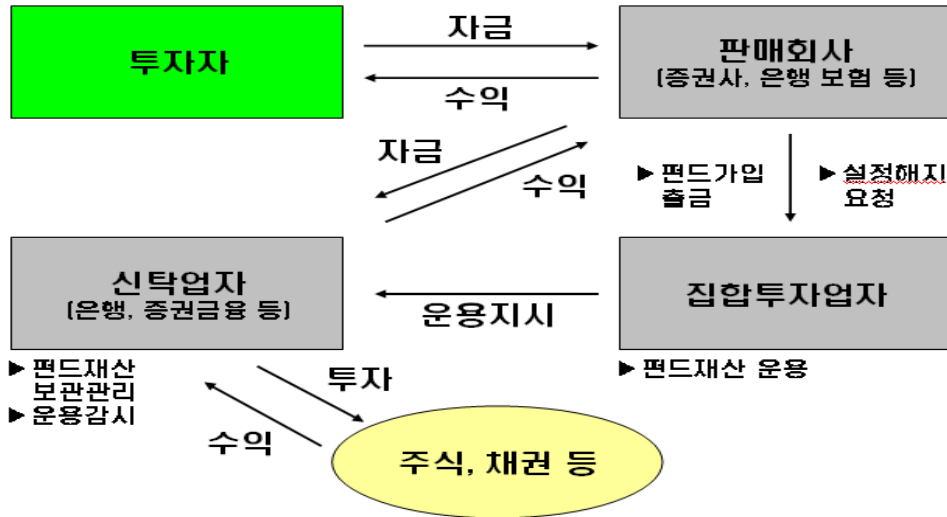 투자자
자금
수익
판매회사
(증권사, 은행 보험 등)
자금
수익
▶ 펀드가입
출금
▶ 설정해지
요청
신탁업자
(은행, 증권금융 등)
운용지시
집합투자업자
▶ 펀드재산
보관관리
▶ 운용감시
▶ 펀드재산 운용
투자
수익
주식, 채권 등